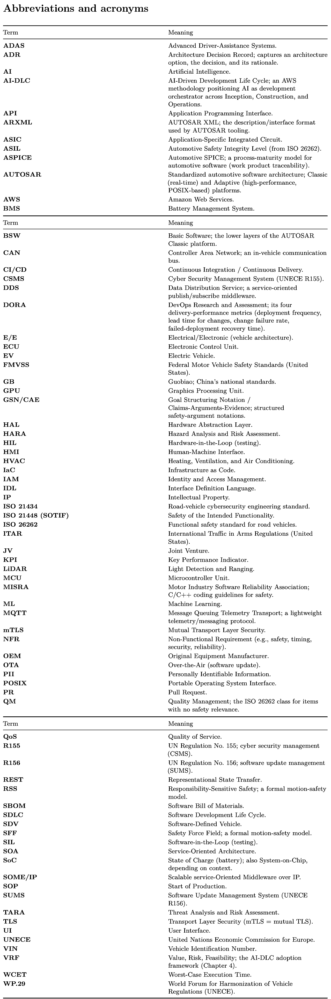 Abbreviations and acronyms
Term Meaning
ADAS Advanced Driver-Assistance Systems.
ADR Architecture Decision Record; captures an architecture
option, the decision, and its rationale.
AI Artificial Intelligence.
AI-DLC AI-Driven Development Life Cycle; an AWS
methodology positioning AI as development
orchestrator across Inception, Construction, and
Operations.
API Application Programming Interface.
ARXML AUTOSAR XML; the description/interface format
used by AUTOSAR tooling.
ASIC Application-Specific Integrated Circuit.
ASIL Automotive Safety Integrity Level (from ISO 26262).
ASPICE Automotive SPICE; a process-maturity model for
automotive software (work product traceability).
AUTOSAR Standardized automotive software architecture; Classic
(real-time) and Adaptive (high-performance,
POSIX-based) platforms.
AWS Amazon Web Services.
BMS Battery Management System.
Term Meaning
BSW Basic Software; the lower layers of the AUTOSAR
Classic platform.
CAN Controller Area Network; an in-vehicle communication
bus.
CI/CD Continuous Integration / Continuous Delivery.
CSMS Cyber Security Management System (UNECE R155).
DDS Data Distribution Service; a service-oriented
publish/subscribe middleware.
DORA DevOps Research and Assessment; its four
delivery-performance metrics (deployment frequency,
lead time for changes, change failure rate,
failed-deployment recovery time).
E/E Electrical/Electronic (vehicle architecture).
ECU Electronic Control Unit.
EV Electric Vehicle.
FMVSS Federal Motor Vehicle Safety Standards (United
States).
GB Guobiao; China's national standards.
GPU Graphics Processing Unit.
GSN/CAE Goal Structuring Notation /
Claims-Arguments-Evidence; structured
safety-argument notations.
HAL Hardware Abstraction Layer.
HARA Hazard Analysis and Risk Assessment.
HIL Hardware-in-the-Loop (testing).
HMI Human-Machine Interface.
HVAC Heating, Ventilation, and Air Conditioning.
IaC Infrastructure as Code.
IAM Identity and Access Management.
IDL Interface Definition Language.
IP Intellectual Property.
ISO 21434 Road-vehicle cybersecurity engineering standard.
ISO 21448 (SOTIF) Safety of the Intended Functionality.
ISO 26262 Functional safety standard for road vehicles.
ITAR International Traffic in Arms Regulations (United
States).
JV Joint Venture.
KPI Key Performance Indicator.
LiDAR Light Detection and Ranging.
MCU Microcontroller Unit.
MISRA Motor Industry Software Reliability Association;
C/C++ coding guidelines for safety.
ML Machine Learning.
MQTT Message Queuing Telemetry Transport; a lightweight
telemetry/messaging protocol.
mTLS Mutual Transport Layer Security.
NFR Non-Functional Requirement (e.g., safety, timing,
security, reliability).
OEM Original Equipment Manufacturer.
OTA Over-the-Air (software update).
PII Personally Identifiable Information.
POSIX Portable Operating System Interface.
PR Pull Request.
QM Quality Management; the ISO 26262 class for items
with no safety relevance.
Term Meaning
QoS Quality of Service.
R155 UN Regulation No. 155; cyber security management
(CSMS).
R156 UN Regulation No. 156; software update management
(SUMS).
REST Representational State Transfer.
RSS Responsibility-Sensitive Safety; a formal motion-safety
model.
SBOM Software Bill of Materials.
SDLC Software Development Life Cycle.
SDV Software-Defined Vehicle.
SFF Safety Force Field; a formal motion-safety model.
SIL Software-in-the-Loop (testing).
SOA Service-Oriented Architecture.
SoC State of Charge (battery); also System-on-Chip,
depending on context.
SOME/IP Scalable service-Oriented Middleware over IP.
SOP Start of Production.
SUMS Software Update Management System (UNECE
R156).
TARA Threat Analysis and Risk Assessment.
TLS Transport Layer Security (mTLS = mutual TLS).
UI User Interface.
UNECE United Nations Economic Commission for Europe.
VIN Vehicle Identification Number.
VRF Value, Risk, Feasibility; the AI-DLC adoption
framework (Chapter 4).
WCET Worst-Case Execution Time.
WP.29 World Forum for Harmonization of Vehicle
Regulations (UNECE).